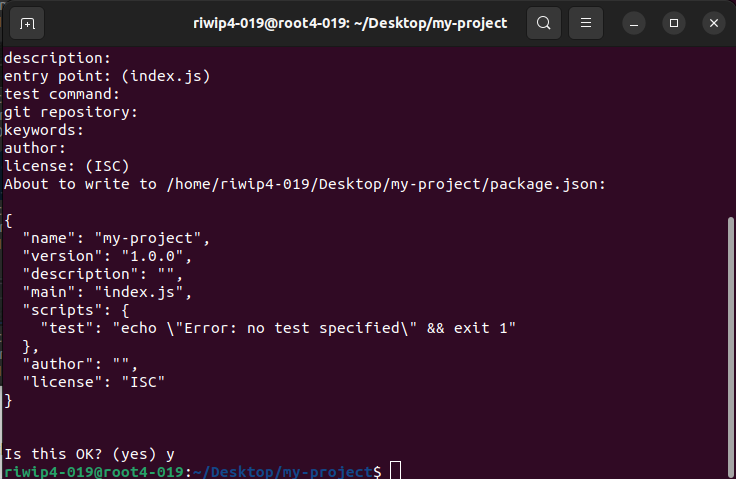 riwip4-019@root4-019: ~/Desktop/my-project
description:
entry point: (index.js)
test command:
git repository:
keywords:
author:
license: (ISC)
About to write to /home/riwip4-019/Desktop/my-project/package.json:
{
  "name": "my-project",
  "version": "1.0.0",
  "description": "",
  "main": "index.js",
  "scripts": {
    "test": "echo \"Error: no test specified\" && exit 1"
  },
  "author": "",
  "license": "ISC"
}
Is this OK? (yes) y
riwip4-019@root4-019:~/Desktop/my-project$